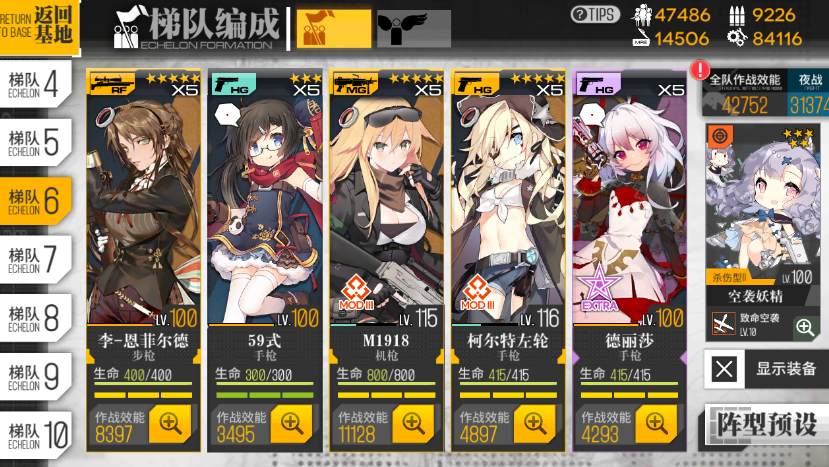 RETURN
TO BASE
返回
基地
梯队编成
ECHELON FORMATION
?TIPS
47486
9226
MRE
14506
84116
梯队
ECHELON
4
梯队
ECHELON
5
梯队
ECHELON
6
梯队
ECHELON
7
梯队
ECHELON
8
梯队
ECHELON
9
梯队
ECHELON
10
RF
X5
LV.100
李-恩菲尔德
步枪
生命 400/400
作战效能
8397
HG
X5
LV.100
59式
手枪
生命 300/300
作战效能
3495
MG
X5
MOD III
LV.115
M1918
机枪
生命 800/800
作战效能
11128
HG
X5
MOD III
LV.116
柯尔特左轮
手枪
生命 415/415
作战效能
4897
HG
X5
EXTRA
LV.100
德丽莎
手枪
生命 415/415
作战效能
4293
!
全队作战效能
42752
夜战
31374
杀伤型II
LV.100
空袭妖精
致命空袭
LV.10
显示装备
阵型预设